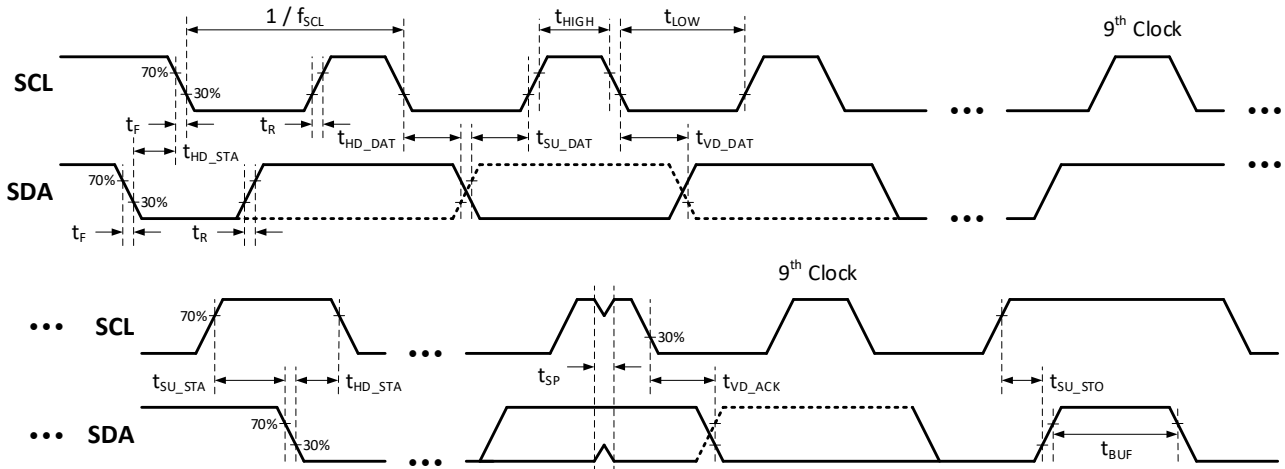 1 / fSCL
tHIGH
tLOW
9th Clock
SCL
70%
30%
tF
tR
tHD_STA
tHD_DAT
tSU_DAT
tVD_DAT
SDA
70%
30%
tF
tR
•••
•••
•••
•••
9th Clock
••• SCL
70%
30%
•••
tSU_STA
tHD_STA
tSP
tVD_ACK
tSU_STO
••• SDA
70%
30%
•••
tBUF